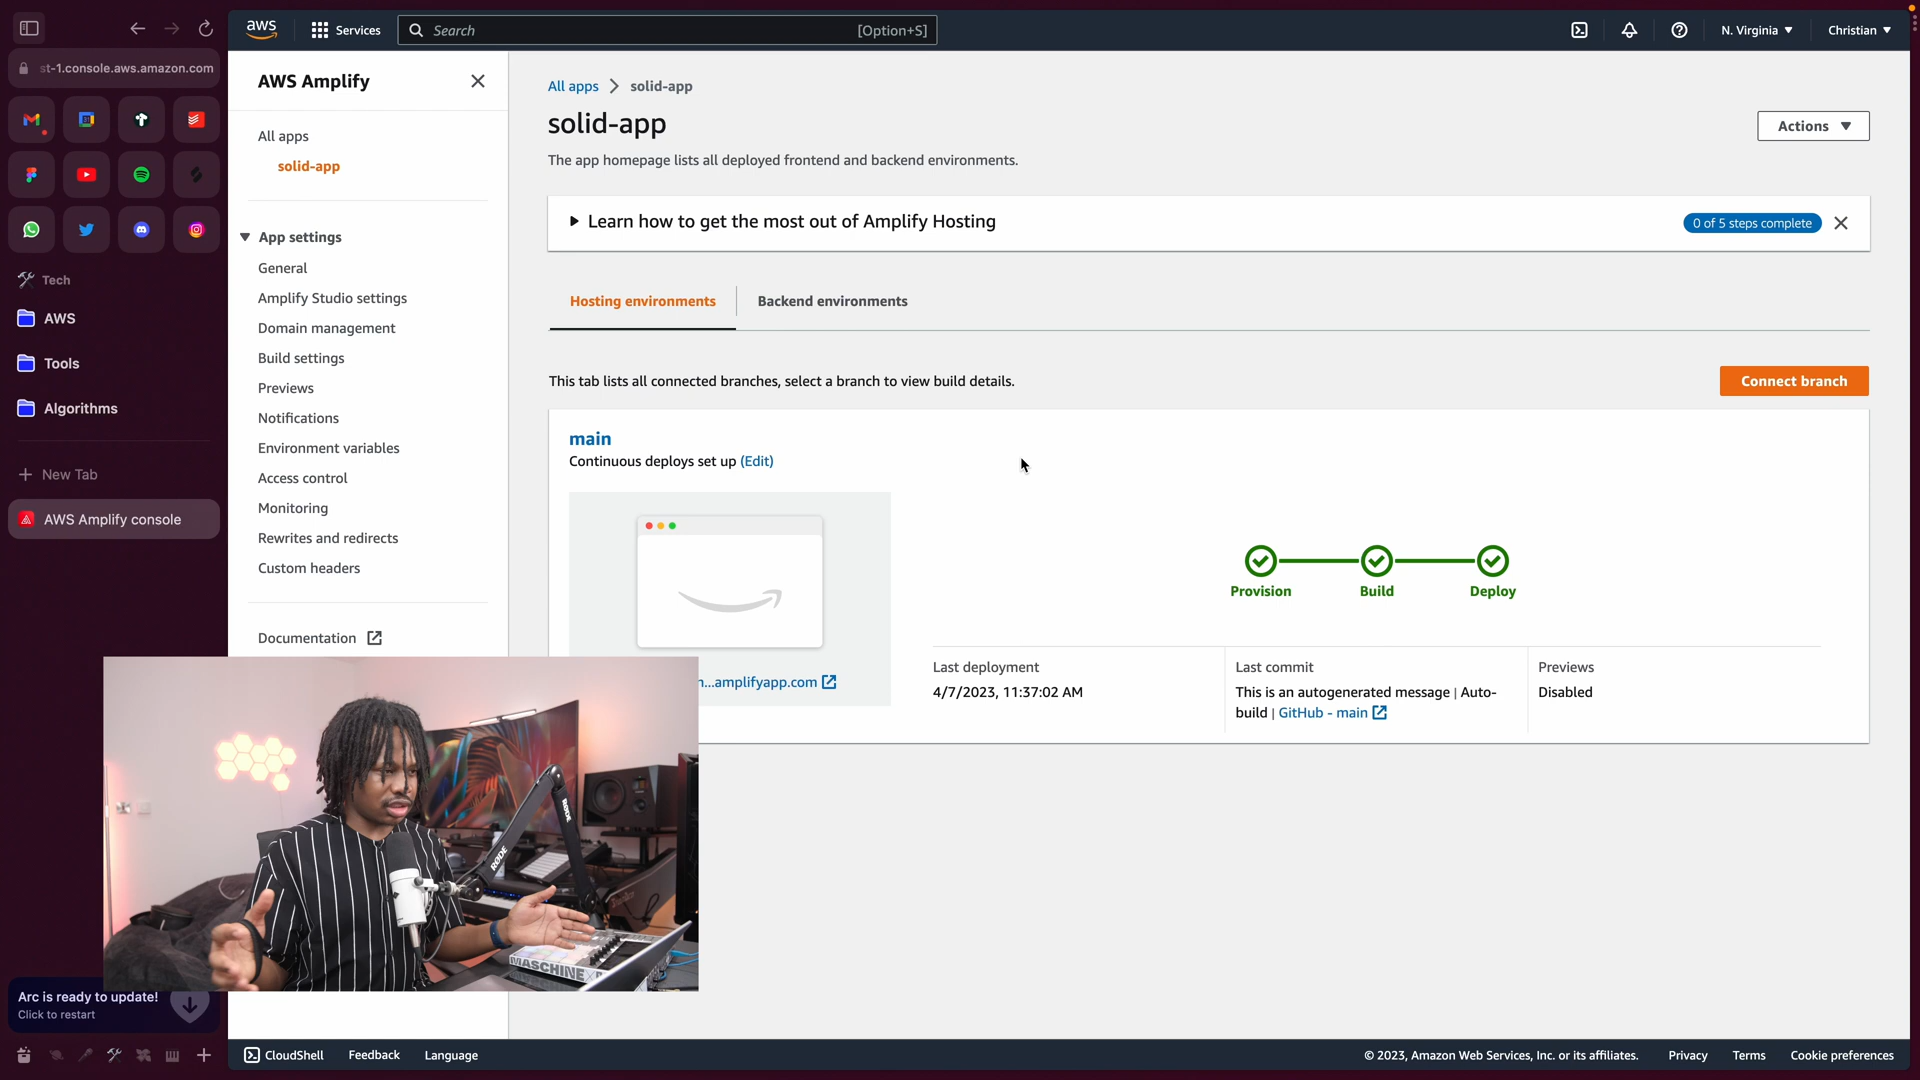 aws
Services
Search
[Option+S]
N. Virginia
Christian
st-1.console.aws.amazon.com
Tech
AWS
Tools
Algorithms
New Tab
AWS Amplify console
Arc is ready to update!
Click to restart
AWS Amplify
All apps
solid-app
App settings
General
Amplify Studio settings
Domain management
Build settings
Previews
Notifications
Environment variables
Access control
Monitoring
Rewrites and redirects
Custom headers
Documentation
All apps
solid-app
solid-app
Actions
The app homepage lists all deployed frontend and backend environments.
Learn how to get the most out of Amplify Hosting
0 of 5 steps complete
Hosting environments
Backend environments
This tab lists all connected branches, select a branch to view build details.
Connect branch
main
Continuous deploys set up (Edit)
Provision
Build
Deploy
n...amplifyapp.com
Last deployment
4/7/2023, 11:37:02 AM
Last commit
This is an autogenerated message | Auto-
build | GitHub - main
Previews
Disabled
RØDE
RØDE
MASCHINE
CloudShell
Feedback
Language
© 2023, Amazon Web Services, Inc. or its affiliates.
Privacy
Terms
Cookie preferences